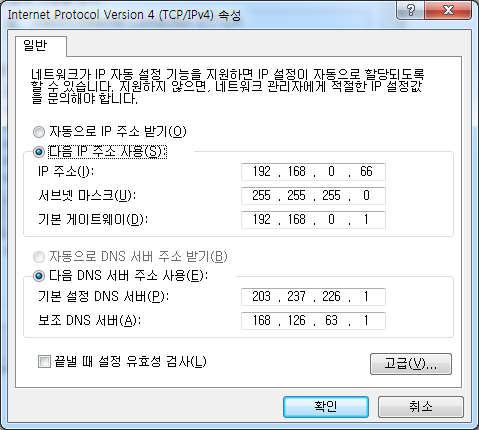 Internet Protocol Version 4 (TCP/IPv4) 속성
일반
네트워크가 IP 자동 설정 기능을 지원하면 IP 설정이 자동으로 할당되도록
할 수 있습니다. 지원하지 않으면, 네트워크 관리자에게 적절한 IP 설정값
을 문의해야 합니다.
자동으로 IP 주소 받기(O)
다음 IP 주소 사용(S):
IP 주소(I): 192 . 168 . 0 . 66
서브넷 마스크(U): 255 . 255 . 255 . 0
기본 게이트웨이(D): 192 . 168 . 0 . 1
자동으로 DNS 서버 주소 받기(B)
다음 DNS 서버 주소 사용(E):
기본 설정 DNS 서버(P): 203 . 237 . 226 . 1
보조 DNS 서버(A): 168 . 126 . 63 . 1
끝낼 때 설정 유효성 검사(L)
고급(V)...
확인
취소